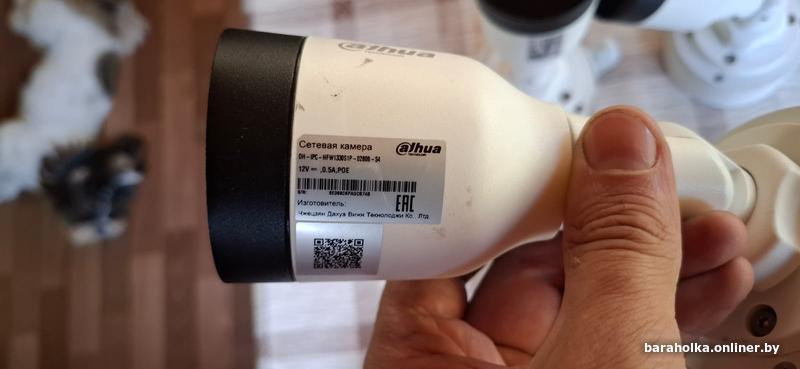 alhua
Сетевая камера
alhua
DH-IPC-HFW1330S1P-0280B-S4
12V ⎓ ,0.5A,POE
S/N:
EAC
Изготовитель:
Чжецзян Дахуа Вижн Текнолоджи Ко., Лтд.
baraholka.onliner.by